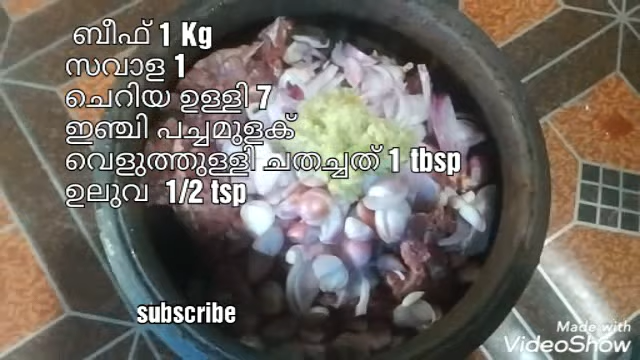 ബീഫ് 1 Kg
സവാള 1
ചെറിയ ഉള്ളി 7
ഇഞ്ചി പച്ചമുളക്
വെളുത്തുള്ളി ചതച്ചത് 1 tbsp
ഉലുവ 1/2 tsp
subscribe
Made with
VideoShow